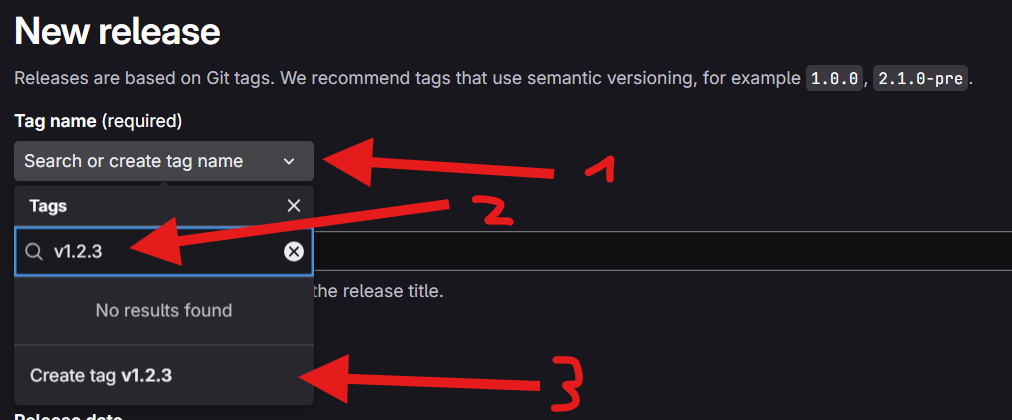 New release
Releases are based on Git tags. We recommend tags that use semantic versioning, for example 1.0.0, 2.1.0-pre.
Tag name (required)
Search or create tag name
1
Tags
2
v1.2.3
the release title.
No results found
Create tag v1.2.3
3
Release date